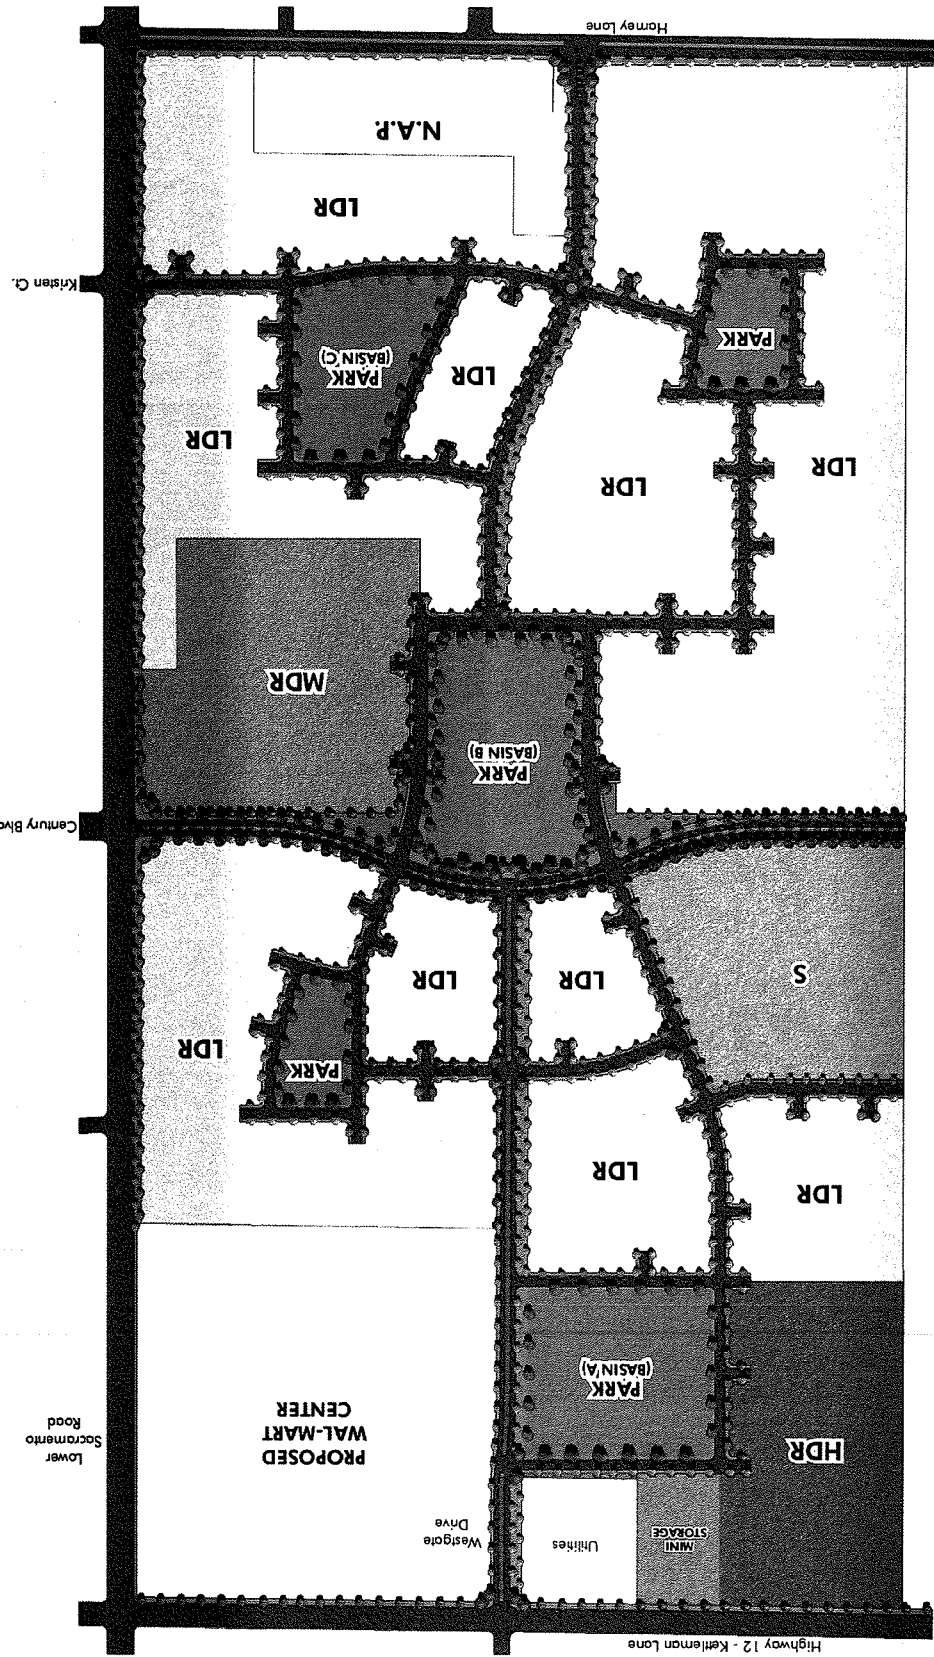 Highway 12 - Kettleman Lane
MINI
STORAGE
Utilities
Westgate
Drive
HDR
PROPOSED
WAL-MART
CENTER
Lower
Sacramento
Road
PARK
(BASIN A)
LDR
LDR
PARK
LDR
S
LDR
LDR
Century Blvd
PARK
(BASIN B)
MDR
LDR
LDR
LDR
LDR
PARK
(BASIN C)
PARK
Kristen Ct.
LDR
N.A.P.
Harney Lane